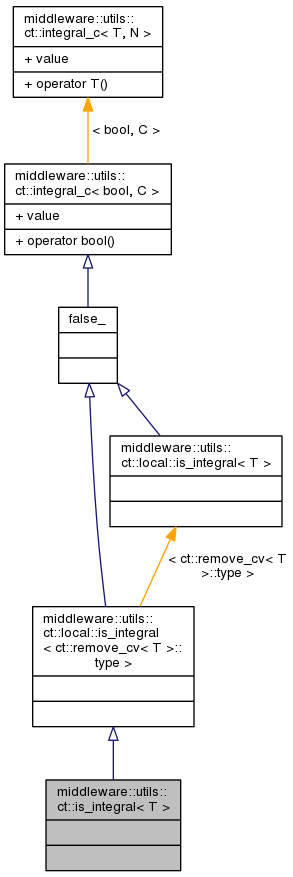 middleware::utils::
ct::integral_c< T, N >
+ value
+ operator T()
< bool, C >
middleware::utils::
ct::integral_c< bool, C >
+ value
+ operator bool()
false_
middleware::utils::
ct::local::is_integral< T >
< ct::remove_cv< T
>::type >
middleware::utils::
ct::local::is_integral
< ct::remove_cv< T >::
type >
middleware::utils::
ct::is_integral< T >